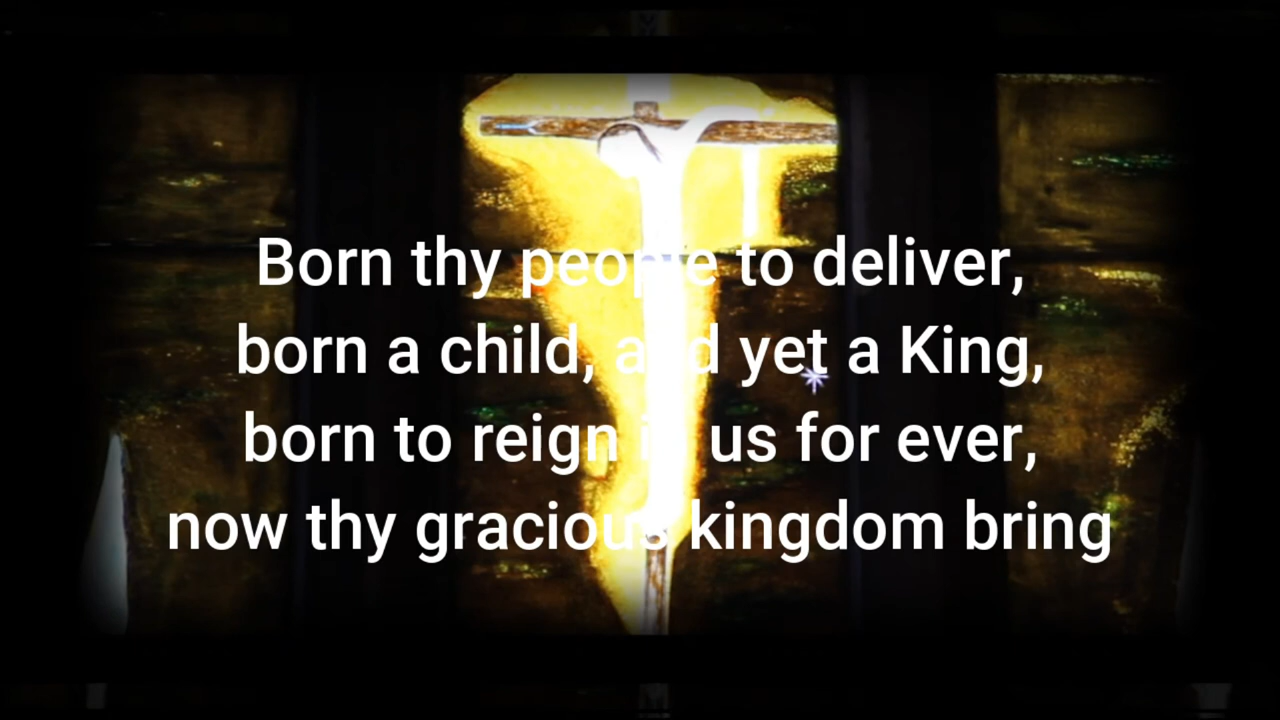 Born thy people to deliver,
born a child, and yet a King,
born to reign in us for ever,
now thy gracious kingdom bring